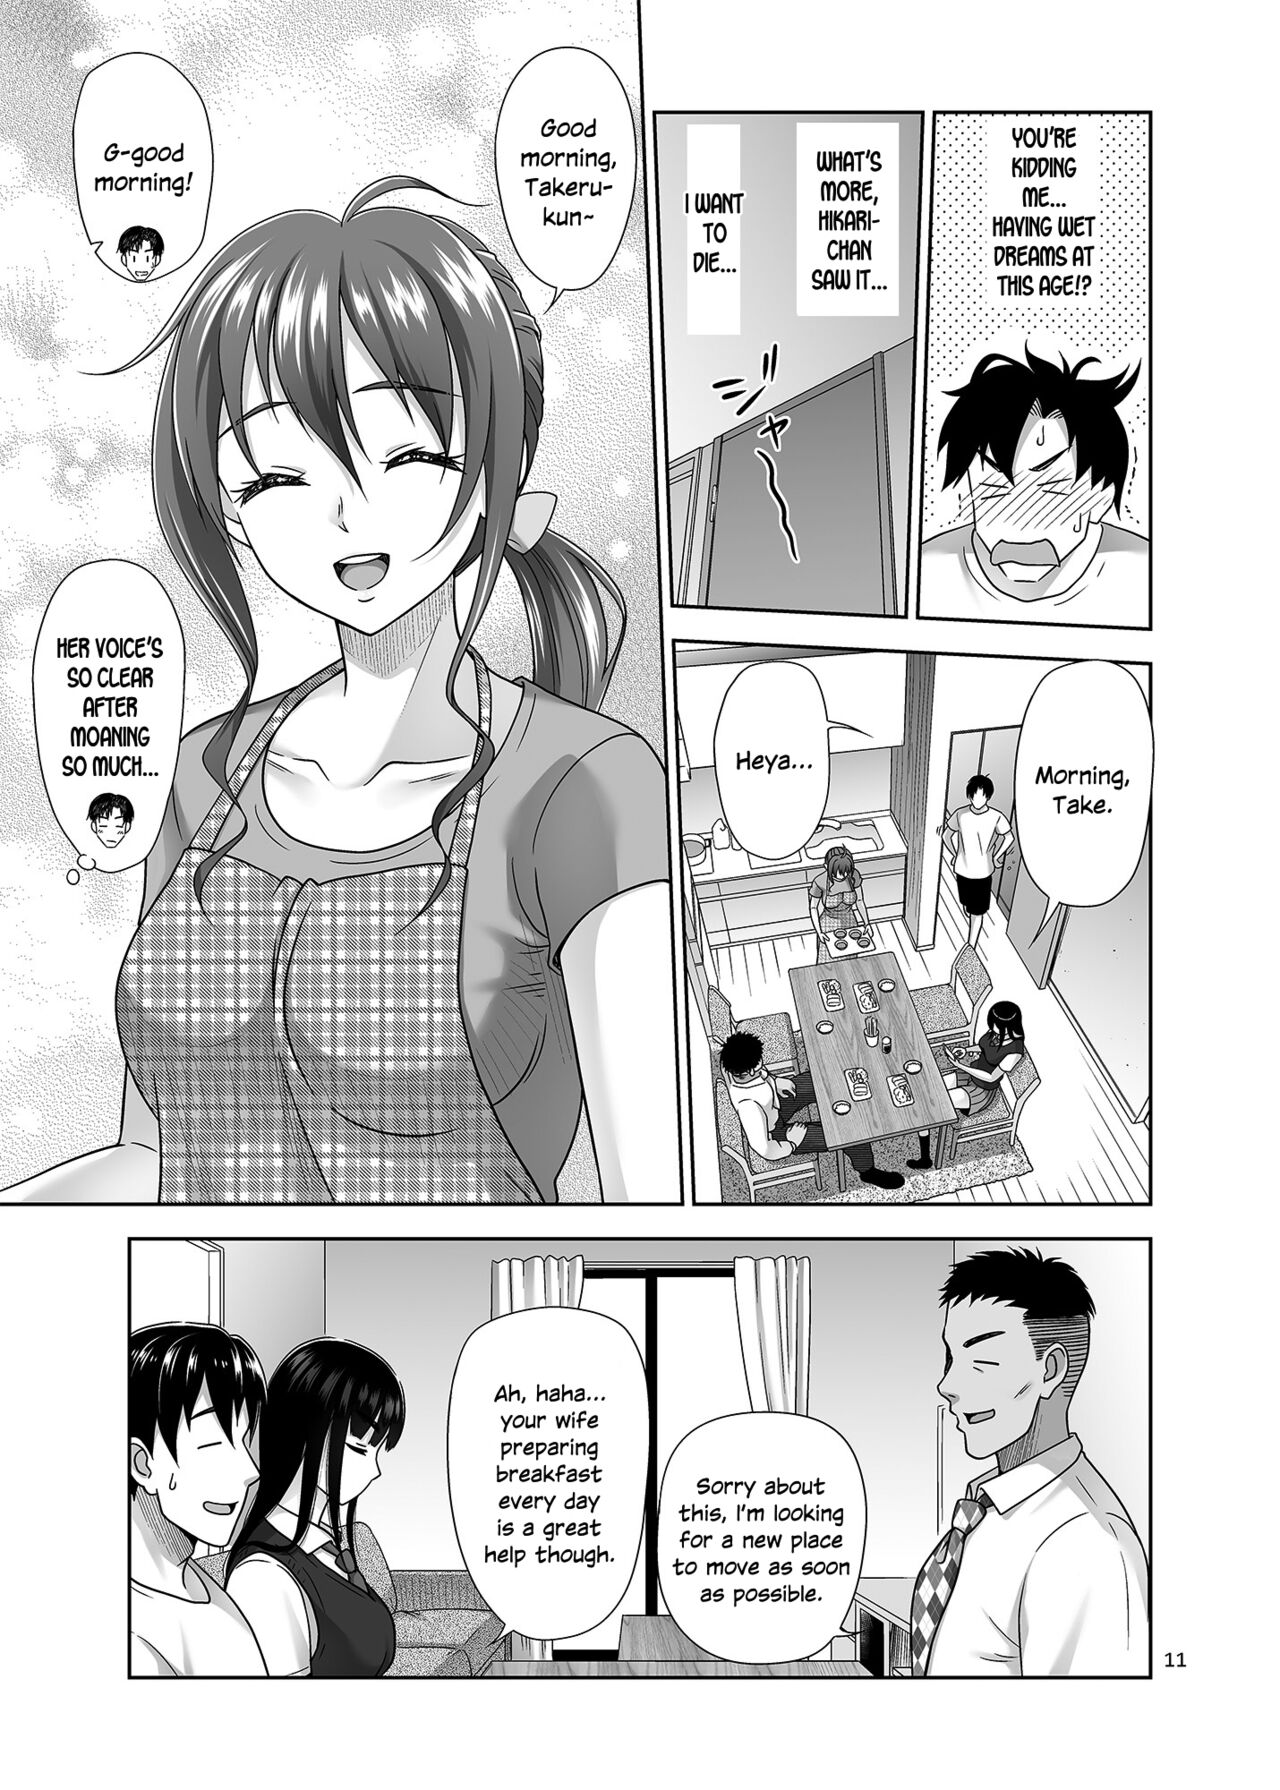 YOU'RE
KIDDING
ME...
HAVING WET
DREAMS AT
THIS AGE!?
WHAT'S
MORE,
HIKARI-
CHAN
SAW IT...
I WANT
TO
DIE...
ガチャ
Morning,
Take.
Heya...
Good
morning,
Takeru-
kun~
G-good
morning!
HER VOICE'S
SO CLEAR
AFTER
MOANING
SO MUCH...
Sorry about
this, I'm looking
for a new place
to move as soon
as possible.
Ah, haha...
your wife
preparing
breakfast
every day
is a great
help though.
11